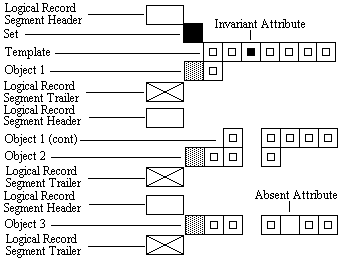 Logical Record
Segment Header
Invariant Attribute
Set
Template
Object 1
Logical Record
Segment Trailer
Logical Record
Segment Header
Object 1 (cont)
Object 2
Logical Record
Segment Trailer
Logical Record
Segment Header
Absent Attribute
Object 3
Logical Record
Segment Trailer